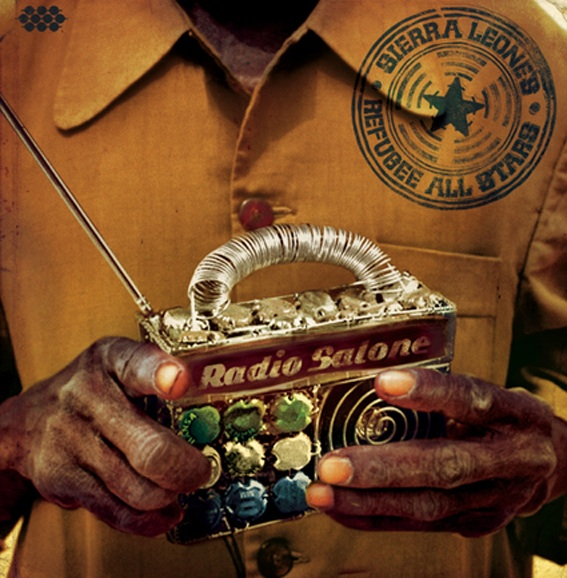 SIERRA LEONE'S
REFUGEE ALL STARS
Radio Salone